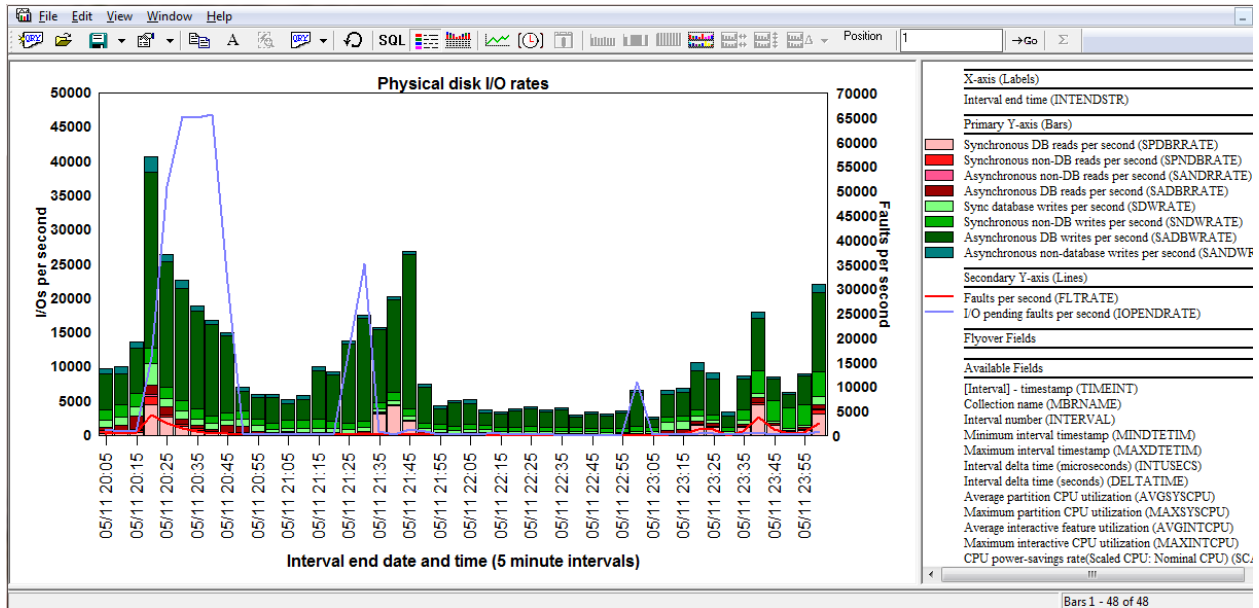 File Edit View Window Help
QRY A QRY SQL Position 1 →Go Σ
Physical disk I/O rates
50000
45000
40000
35000
30000
25000
20000
15000
10000
5000
0
I/Os per second
70000
65000
60000
55000
50000
45000
40000
35000
30000
25000
20000
15000
10000
5000
0
Faults per second
05/11 20:05
05/11 20:15
05/11 20:25
05/11 20:35
05/11 20:45
05/11 20:55
05/11 21:05
05/11 21:15
05/11 21:25
05/11 21:35
05/11 21:45
05/11 21:55
05/11 22:05
05/11 22:15
05/11 22:25
05/11 22:35
05/11 22:45
05/11 22:55
05/11 23:05
05/11 23:15
05/11 23:25
05/11 23:35
05/11 23:45
05/11 23:55
Interval end date and time (5 minute intervals)
X-axis (Labels)
Interval end time (INTENDSTR)
Primary Y-axis (Bars)
Synchronous DB reads per second (SPDBRRATE)
Synchronous non-DB reads per second (SPNDBRATE)
Asynchronous non-DB reads per second (SANDRRATE)
Asynchronous DB reads per second (SADBRRATE)
Sync database writes per second (SDWRATE)
Synchronous non-DB writes per second (SNDWRATE)
Asynchronous DB writes per second (SADBWRATE)
Asynchronous non-database writes per second (SANDWR
Secondary Y-axis (Lines)
Faults per second (FLTRATE)
I/O pending faults per second (IOPENDRATE)
Flyover Fields
Available Fields
[Interval] - timestamp (TIMEINT)
Collection name (MBRNAME)
Interval number (INTERVAL)
Minimum interval timestamp (MINDTETIM)
Maximum interval timestamp (MAXDTETIM)
Interval delta time (microseconds) (INTUSECS)
Interval delta time (seconds) (DELTATIME)
Average partition CPU utilization (AVGSYSCPU)
Maximum partition CPU utilization (MAXSYSCPU)
Average interactive feature utilization (AVGINTCPU)
Maximum interactive CPU utilization (MAXINTCPU)
CPU power-savings rate(Scaled CPU: Nominal CPU) (SCA
Bars 1 - 48 of 48